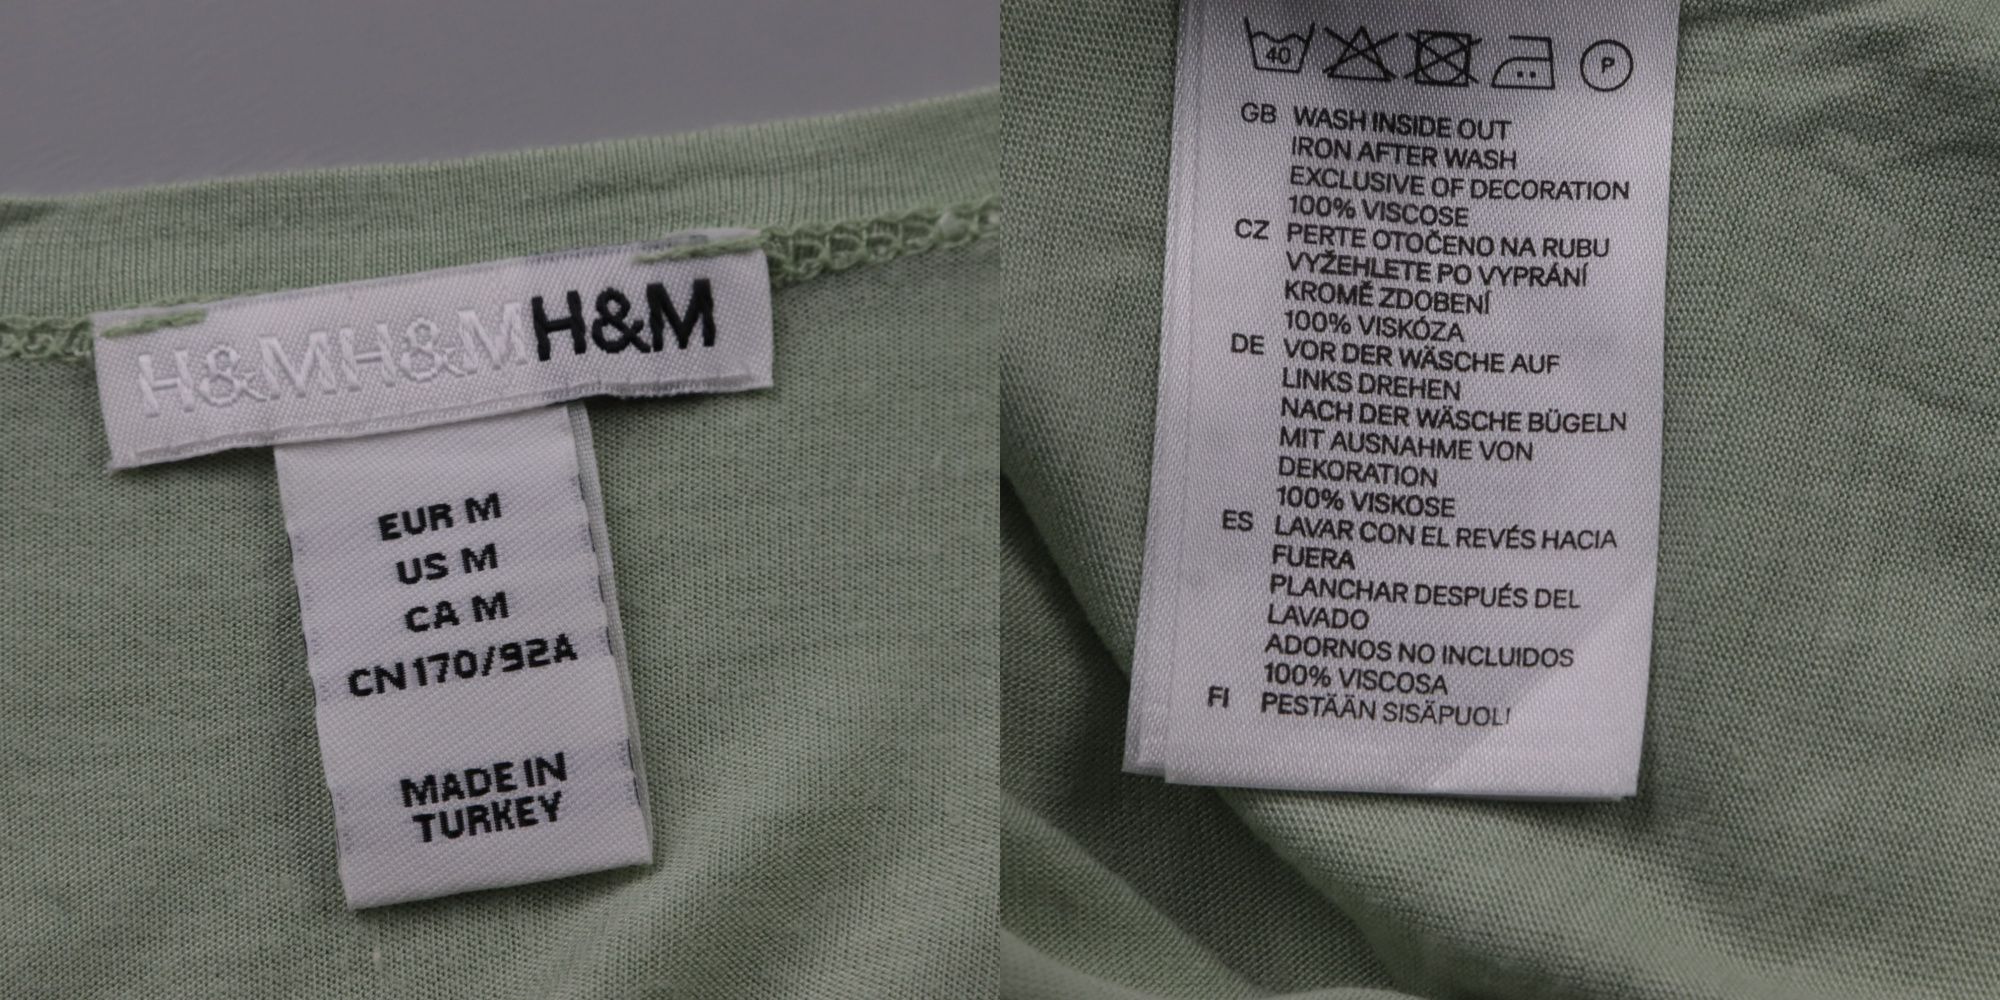 H&MH&MH&M
EUR M
US M
CA M
CN 170/92A
MADE IN
TURKEY
40 P
GB WASH INSIDE OUT
IRON AFTER WASH
EXCLUSIVE OF DECORATION
100% VISCOSE
CZ PERTE OTOČENO NA RUBU
VYŽEHLETE PO VYPRÁNÍ
KROMĚ ZDOBENÍ
100% VISKÓZA
DE VOR DER WÄSCHE AUF
LINKS DREHEN
NACH DER WÄSCHE BÜGELN
MIT AUSNAHME VON
DEKORATION
100% VISKOSE
ES LAVAR CON EL REVÉS HACIA
FUERA
PLANCHAR DESPUÉS DEL
LAVADO
ADORNOS NO INCLUIDOS
100% VISCOSA
FI PESTÄÄN SISÄPUOLI